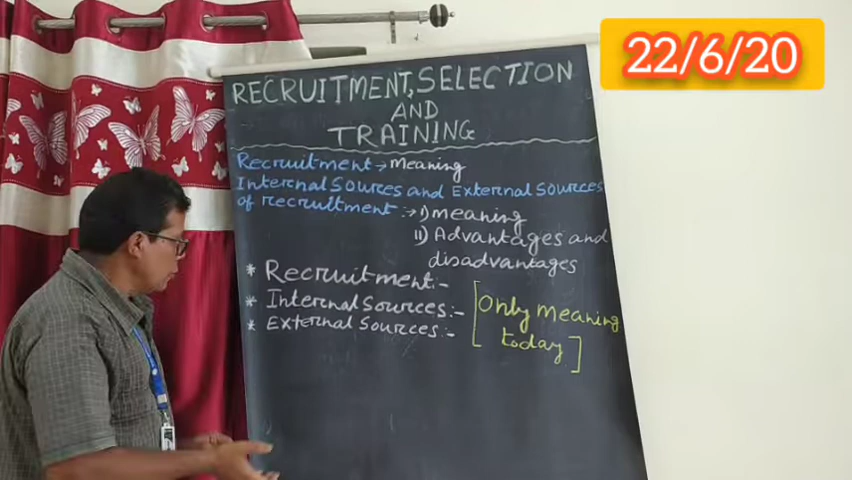 22/6/20
RECRUITMENT, SELECTION
AND
TRAINING
Recruitment → Meaning
Internal Sources and External Sources
of recruitment :→ i) meaning
ii) Advantages and
disadvantages
* Recruitment:-
* Internal Sources:-
* External Sources:-
[Only Meaning
today]